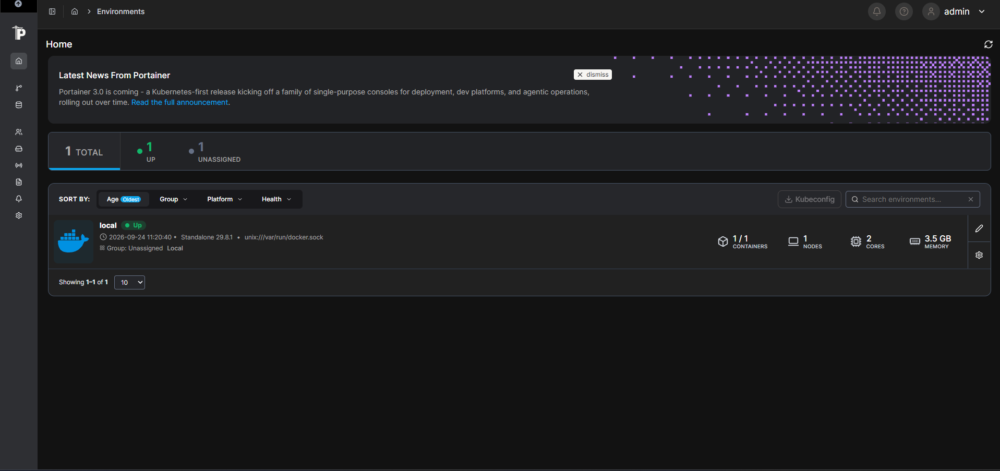 Environments
admin
Home
Latest News From Portainer
dismiss
Portainer 3.0 is coming - a Kubernetes-first release kicking off a family of single-purpose consoles for deployment, dev platforms, and agentic operations,
rolling out over time. Read the full announcement.
1 TOTAL
1
UP
1
UNASSIGNED
SORT BY: Age Oldest Group Platform Health Kubeconfig Search environments...
local Up
2026-09-24 11:20:40 • Standalone 29.8.1 • unix:///var/run/docker.sock
Group: Unassigned Local
1 / 1
CONTAINERS
1
NODES
2
CORES
3.5 GB
MEMORY
Showing 1–1 of 1 10